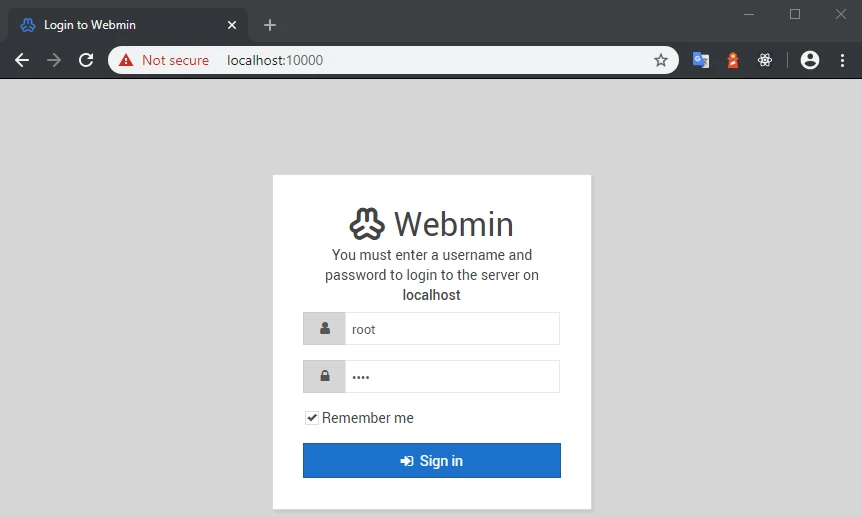 Login to Webmin
Not secure
localhost:10000
Webmin
You must enter a username and
password to login to the server on
localhost
root
••••
Remember me
Sign in